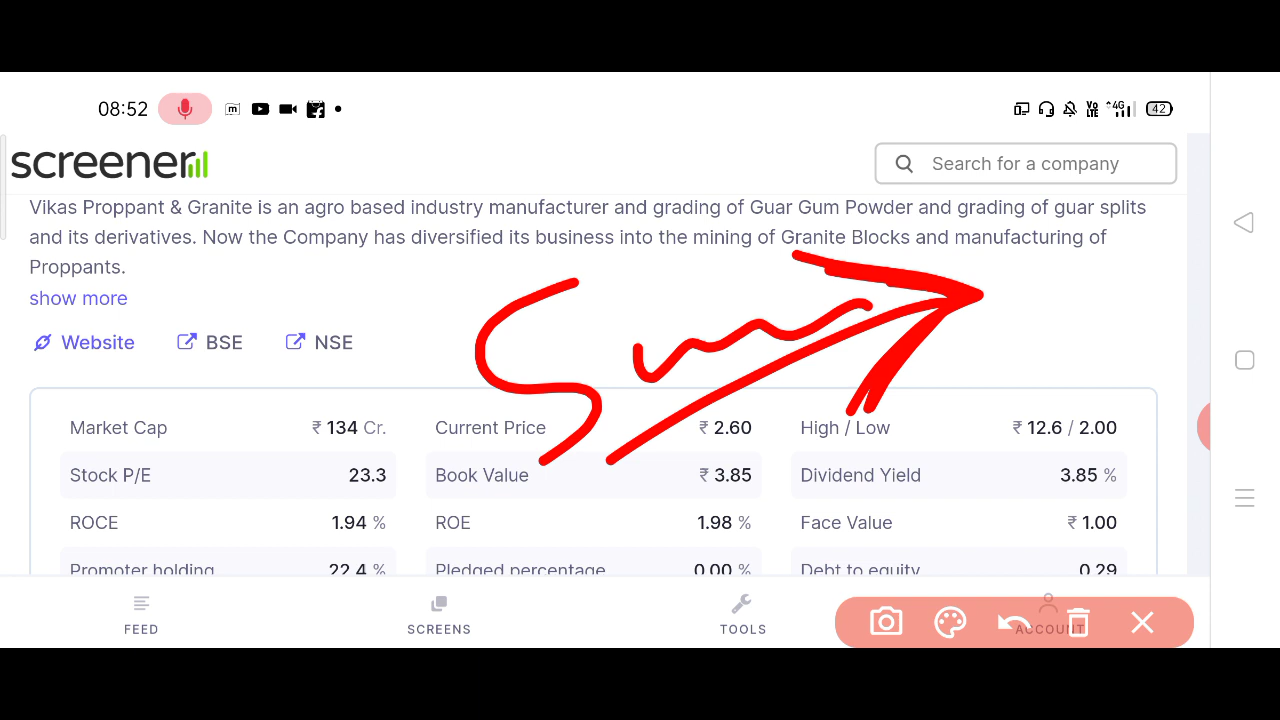 08:52 m VO LTE 4G 42
screener
Search for a company
Vikas Proppant & Granite is an agro based industry manufacturer and grading of Guar Gum Powder and grading of guar splits
and its derivatives. Now the Company has diversified its business into the mining of Granite Blocks and manufacturing of
Proppants.
show more
Website BSE NSE
Market Cap ₹ 134 Cr. Current Price ₹ 2.60 High / Low ₹ 12.6 / 2.00
Stock P/E 23.3 Book Value ₹ 3.85 Dividend Yield 3.85 %
ROCE 1.94 % ROE 1.98 % Face Value ₹ 1.00
Promoter holding 22.4 % Pledged percentage 0.00 % Debt to equity 0.29
FEED SCREENS TOOLS ACCOUNT